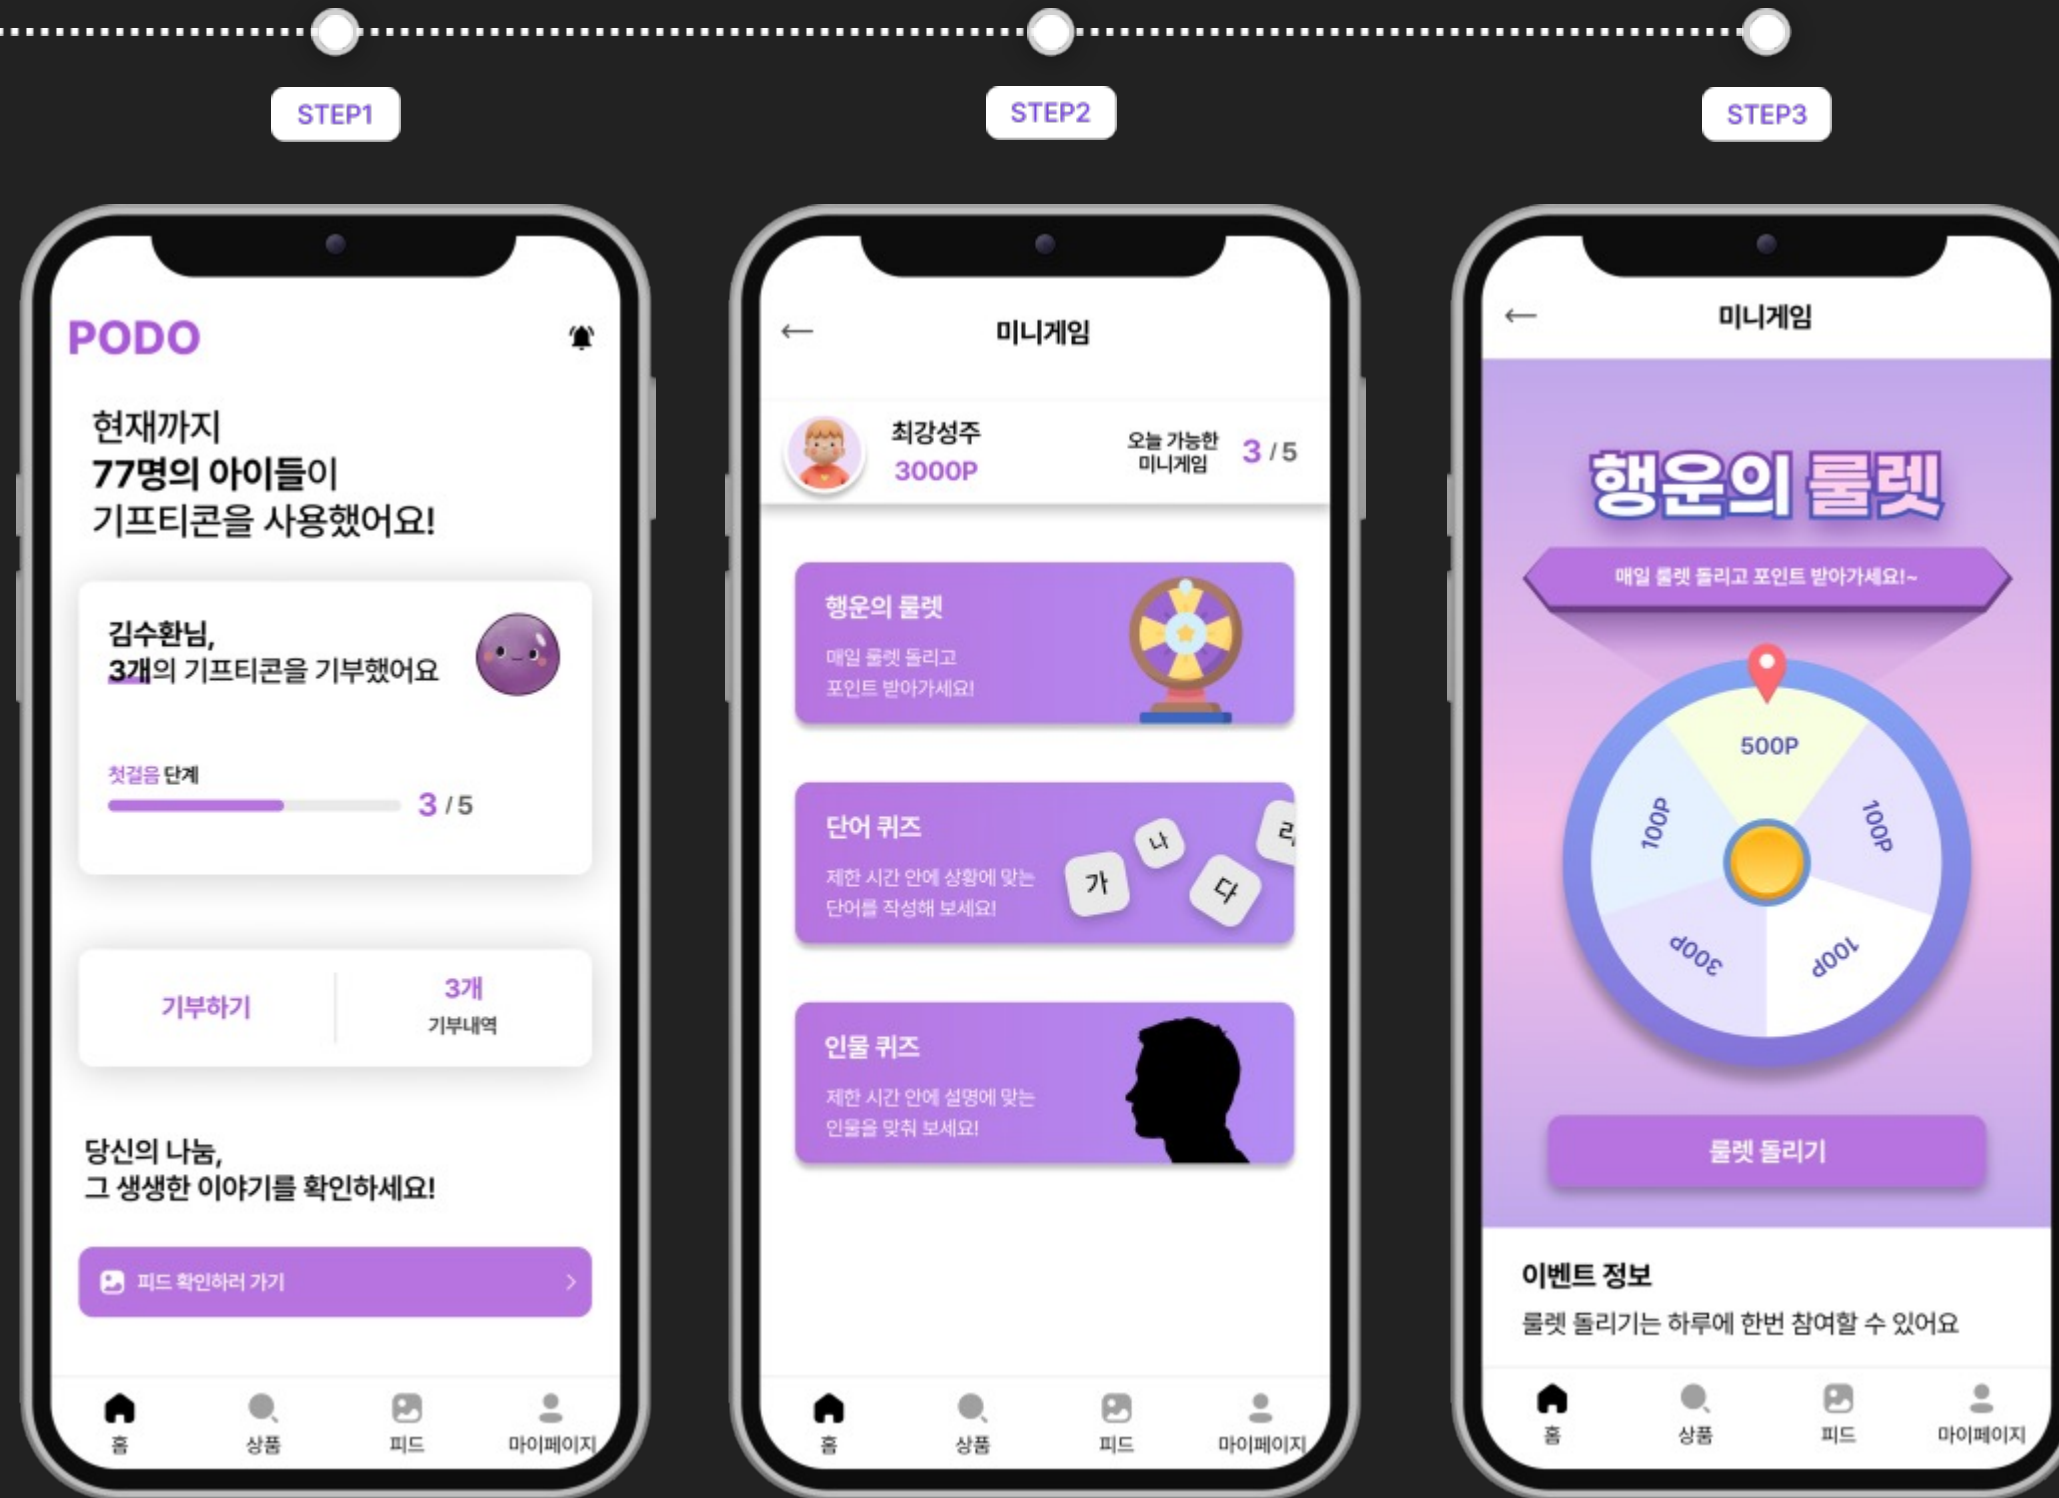 STEP1
STEP2
STEP3
PODO
현재까지
77명의 아이들이
기프티콘을 사용했어요!
김수환님,
3개의 기프티콘을 기부했어요
첫걸음 단계
3 / 5
기부하기
3개
기부내역
당신의 나눔,
그 생생한 이야기를 확인하세요!
피드 확인하러 가기
홈
상품
피드
마이페이지
미니게임
최강성주
3000P
오늘 가능한
미니게임
3 / 5
행운의 룰렛
매일 룰렛 돌리고
포인트 받아가세요!
단어 퀴즈
제한 시간 안에 상황에 맞는
단어를 작성해 보세요!
가
나
다
라
인물 퀴즈
제한 시간 안에 설명에 맞는
인물을 맞춰 보세요!
홈
상품
피드
마이페이지
미니게임
행운의 룰렛
매일 룰렛 돌리고 포인트 받아가세요!~
500P
100P
100P
300P
100P
룰렛 돌리기
이벤트 정보
룰렛 돌리기는 하루에 한번 참여할 수 있어요
홈
상품
피드
마이페이지